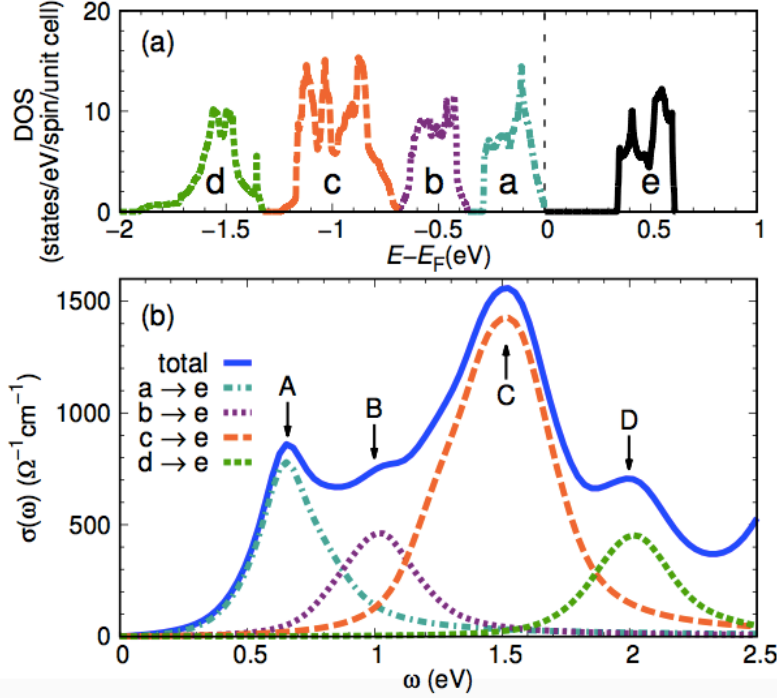 (a)
20
10
0
DOS
(states/eV/spin/unit cell)
d c b a e
−2 −1.5 −1 −0.5 0 0.5 1
E−E_F(eV)
(b)
1500
1000
500
0
σ(ω) (Ω⁻¹cm⁻¹)
total
a → e
b → e
c → e
d → e
A
B
C
D
0 0.5 1 1.5 2 2.5
ω (eV)